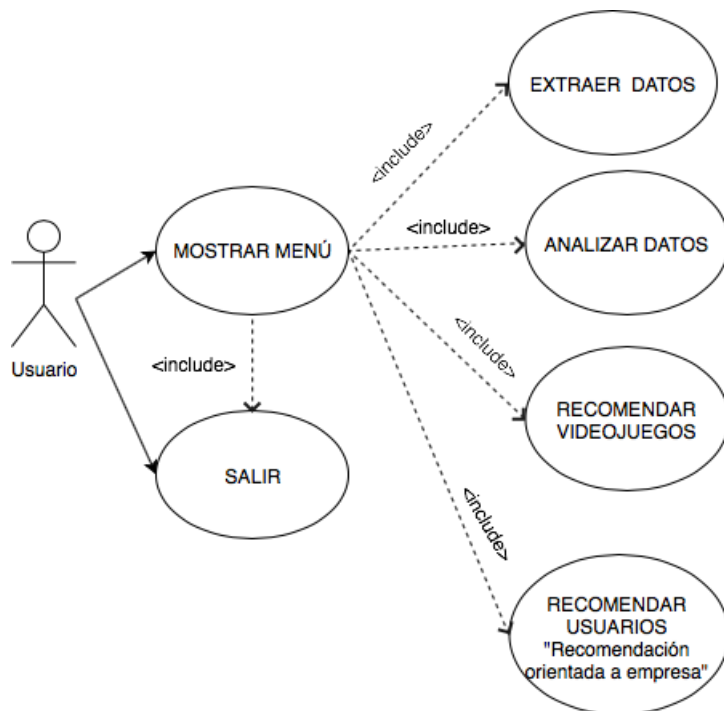 EXTRAER DATOS
<include>
<include>
ANALIZAR DATOS
MOSTRAR MENÚ
Usuario
<include>
<include>
RECOMENDAR
VIDEOJUEGOS
SALIR
<include>
RECOMENDAR
USUARIOS
"Recomendación
orientada a empresa"